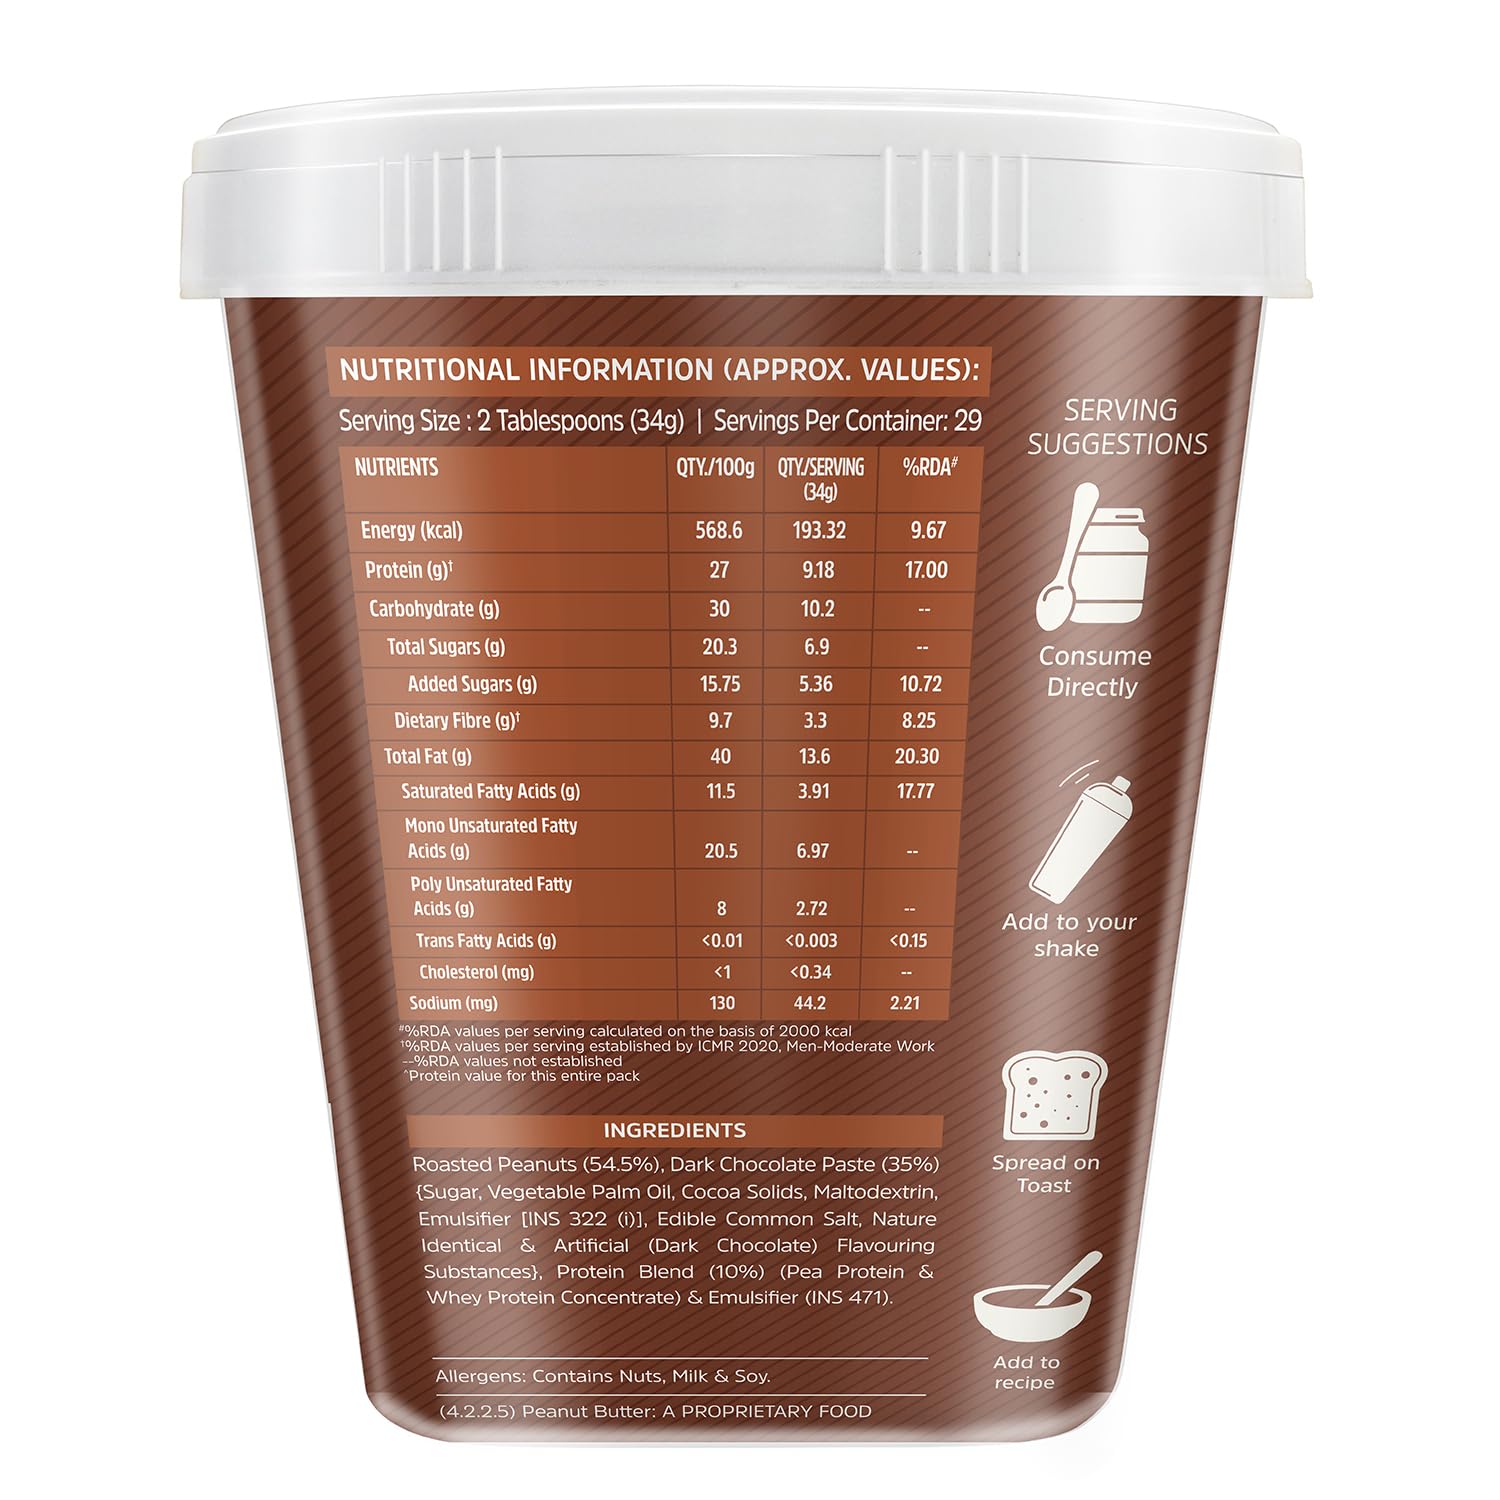 NUTRITIONAL INFORMATION (APPROX. VALUES):
Serving Size : 2 Tablespoons (34g) | Servings Per Container: 29
NUTRIENTS QTY./100g QTY./SERVING (34g) %RDA#
Energy (kcal) 568.6 193.32 9.67
Protein (g)† 27 9.18 17.00
Carbohydrate (g) 30 10.2 --
Total Sugars (g) 20.3 6.9 --
Added Sugars (g) 15.75 5.36 10.72
Dietary Fibre (g)† 9.7 3.3 8.25
Total Fat (g) 40 13.6 20.30
Saturated Fatty Acids (g) 11.5 3.91 17.77
Mono Unsaturated Fatty
Acids (g) 20.5 6.97 --
Poly Unsaturated Fatty
Acids (g) 8 2.72 --
Trans Fatty Acids (g) <0.01 <0.003 <0.15
Cholesterol (mg) <1 <0.34 --
Sodium (mg) 130 44.2 2.21
#%RDA values per serving calculated on the basis of 2000 kcal
†%RDA values per serving established by ICMR 2020, Men-Moderate Work
--%RDA values not established
^Protein value for this entire pack
INGREDIENTS
Roasted Peanuts (54.5%), Dark Chocolate Paste (35%)
{Sugar, Vegetable Palm Oil, Cocoa Solids, Maltodextrin,
Emulsifier [INS 322 (i)], Edible Common Salt, Nature
Identical & Artificial (Dark Chocolate) Flavouring
Substances}, Protein Blend (10%) (Pea Protein &
Whey Protein Concentrate) & Emulsifier (INS 471).
Allergens: Contains Nuts, Milk & Soy.
(4.2.2.5) Peanut Butter: A PROPRIETARY FOOD
SERVING
SUGGESTIONS
Consume
Directly
Add to your
shake
Spread on
Toast
Add to
recipe